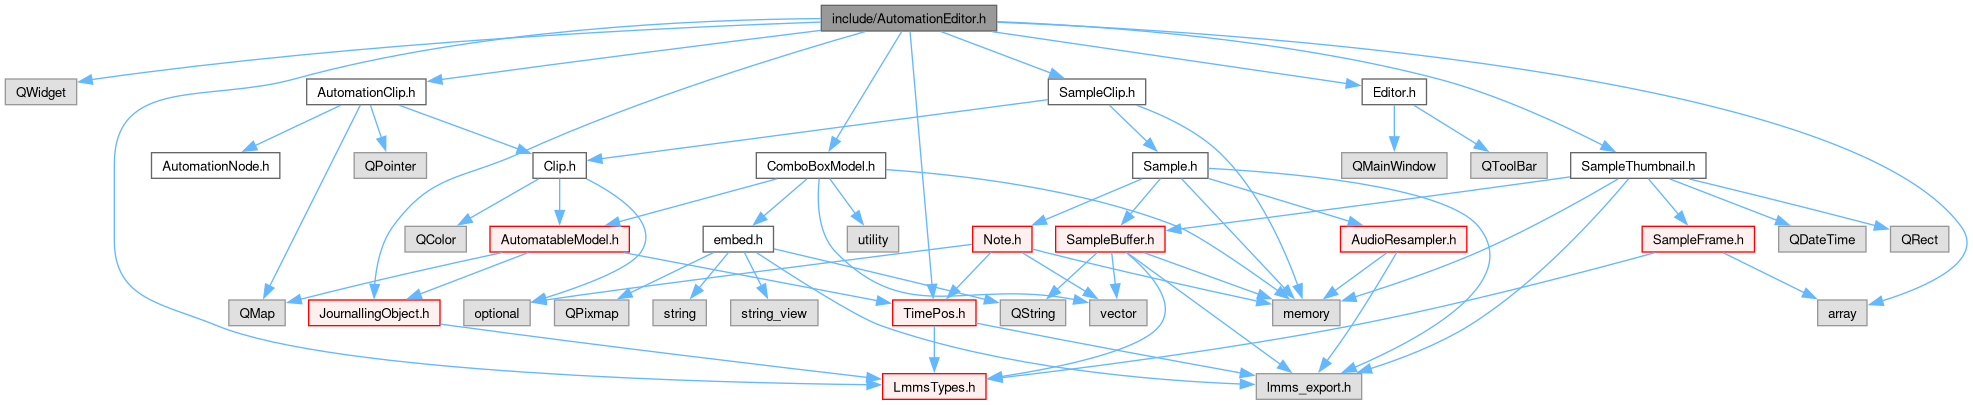 include/AutomationEditor.h
QWidget
AutomationClip.h
SampleClip.h
Editor.h
AutomationNode.h
QPointer
Clip.h
ComboBoxModel.h
Sample.h
QMainWindow
QToolBar
SampleThumbnail.h
QColor
AutomatableModel.h
embed.h
utility
Note.h
SampleBuffer.h
AudioResampler.h
SampleFrame.h
QDateTime
QRect
QMap
JournallingObject.h
optional
QPixmap
string
string_view
TimePos.h
QString
vector
memory
array
LmmsTypes.h
lmms_export.h